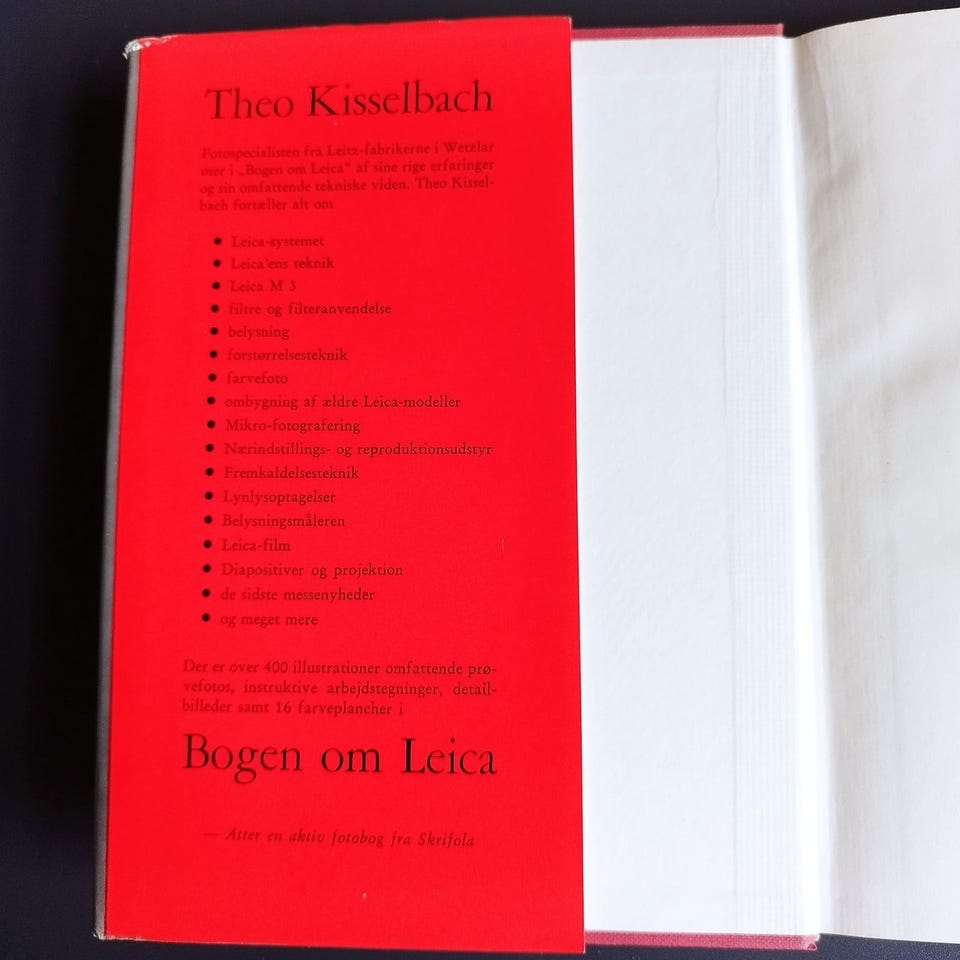 Theo Kisselbach
Fotospecialisten fra Leitz-fabrikerne i Wetzlar
øser i „Bogen om Leica“ af sine rige erfaringer
og sin omfattende tekniske viden. Theo Kissel-
bach fortæller alt om
• Leica-systemet
• Leica'ens teknik
• Leica M 3
• filtre og filteranvendelse
• belysning
• forstørrelsesteknik
• farvefoto
• ombygning af ældre Leica-modeller
• Mikro-fotografering
• Nærindstillings- og reproduktionsudstyr
• Fremkaldelsesteknik
• Lynlysoptagelser
• Belysningsmåleren
• Leica-film
• Diapositiver og projektion
• de sidste messenyheder
• og meget mere
Der er over 400 illustrationer omfattende prø-
vefotos, instruktive arbejdstegninger, detail-
billeder samt 16 farveplancher i
Bogen om Leica
— Atter en aktiv fotobog fra Skrifola